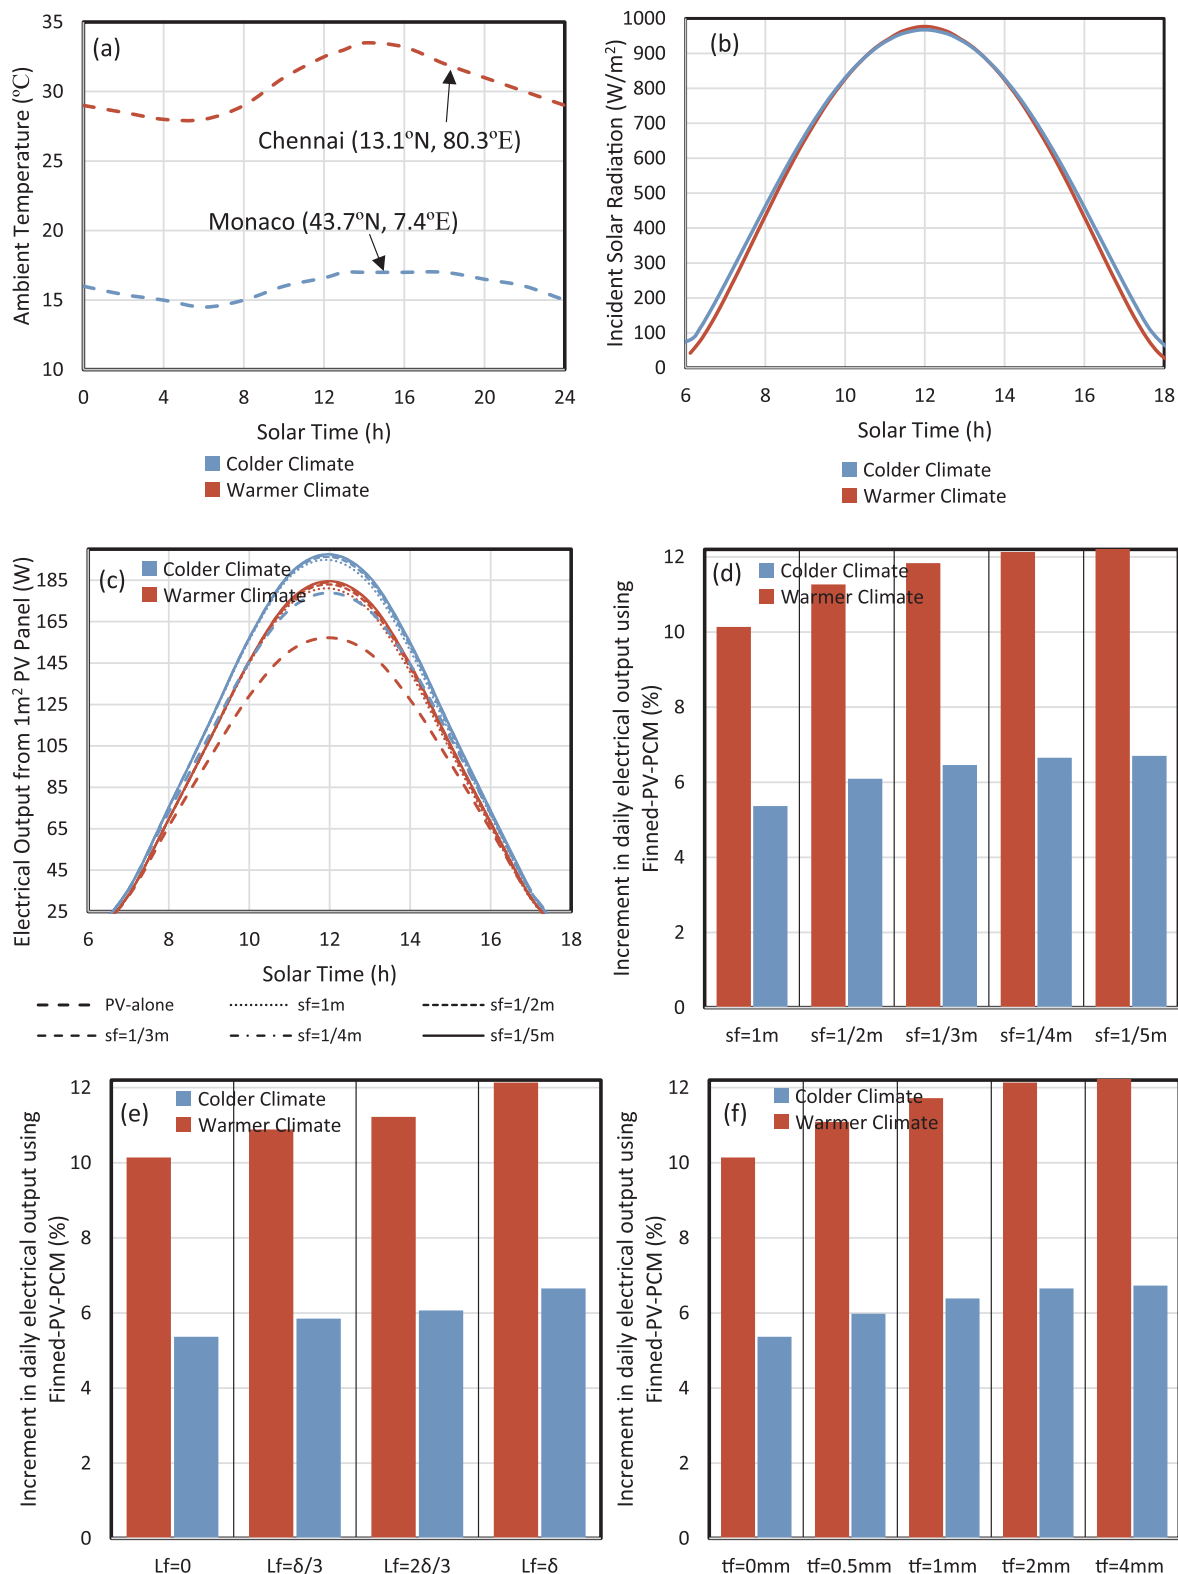 (a)
Ambient Temperature (ºC)
35
30
25
20
15
10
Chennai (13.1ºN, 80.3ºE)
Monaco (43.7ºN, 7.4ºE)
0 4 8 12 16 20 24
Solar Time (h)
Colder Climate
Warmer Climate
(b)
Incident Solar Radiation (W/m²)
1000
900
800
700
600
500
400
300
200
100
0
6 8 10 12 14 16 18
Solar Time (h)
Colder Climate
Warmer Climate
(c)
Electrical Output from 1m² PV Panel (W)
Colder Climate
Warmer Climate
185
165
145
125
105
85
65
45
25
6 8 10 12 14 16 18
Solar Time (h)
PV-alone sf=1m sf=1/2m
sf=1/3m sf=1/4m sf=1/5m
(d)
Increment in daily electrical output using
Finned-PV-PCM (%)
Colder Climate
Warmer Climate
12
10
8
6
4
2
0
sf=1m sf=1/2m sf=1/3m sf=1/4m sf=1/5m
(e)
Increment in daily electrical output using
Finned-PV-PCM (%)
Colder Climate
Warmer Climate
12
10
8
6
4
2
0
Lf=0 Lf=δ/3 Lf=2δ/3 Lf=δ
(f)
Increment in daily electrical output using
Finned-PV-PCM (%)
Colder Climate
Warmer Climate
12
10
8
6
4
2
0
tf=0mm tf=0.5mm tf=1mm tf=2mm tf=4mm